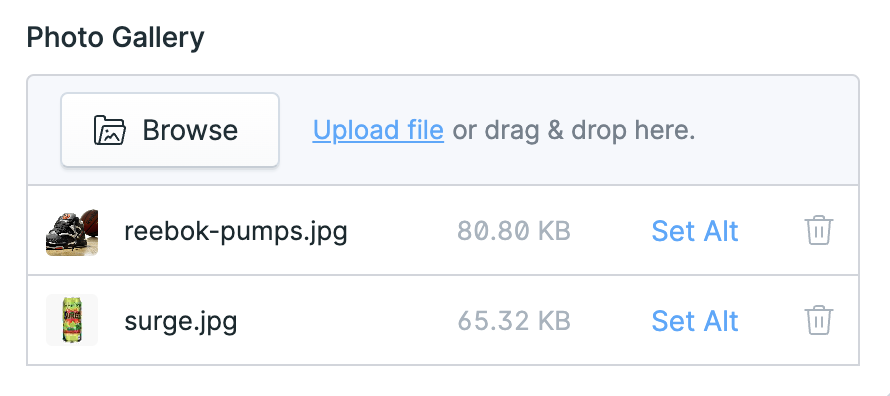 Photo Gallery
Browse
Upload file or drag & drop here.
reebok-pumps.jpg 80.80 KB Set Alt
surge.jpg 65.32 KB Set Alt